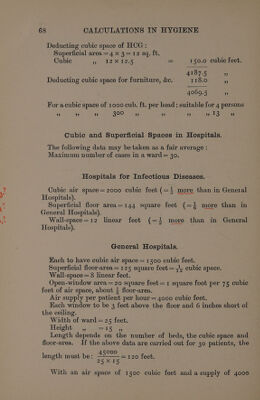 68 CALCULATIONS IN HYGIENE
Deducting cubic space of HCG :
Superficial area = 4 × 3 = 12 sq. ft.
Cubic „ 12 × 12.5 = 150.0 cubic feet.
4187.5 „
Deducting cubic space for furniture, &c. 118.0 „
4069.5 „
For a cubic space of 1000 cub. ft. per head : suitable for 4 persons
„ „ „ 300 „ „ „ „ 13 „
Cubic and Superficial Spaces in Hospitals.
The following data may be taken as a fair average :
Maximum number of cases in a ward = 30.
Hospitals for Infectious Diseases.
Cubic air space = 2000 cubic feet ( = more than in General
Hospitals).
Superficial floor area = 144 square feet ( = more than in
General Hospitals).
Wall-space = 12 linear feet ( = more than in General
Hospitals).
General Hospitals.
Each to have cubic air space = 1500 cubic feet.
Superficial floor-area = 125 square feet = 1/12 cubic space.
Wall-space = 8 linear feet.
Open-window area = 20 square feet = 1 square foot per 75 cubic
feet of air space, about floor-area.
Air supply per patient per hour = 4000 cubic feet.
Each window to be 3 feet above the floor and 6 inches short of
the ceiling.
Width of ward = 25 feet.
Height „ = 15 „
Length depends on the number of beds, the cubic space and
floor-area. If the above data are carried out for 30 patients, the
length must be : 45000 / 25 × 15 = 120 feet.
With an air space of 1500 cubic feet and a supply of 4000